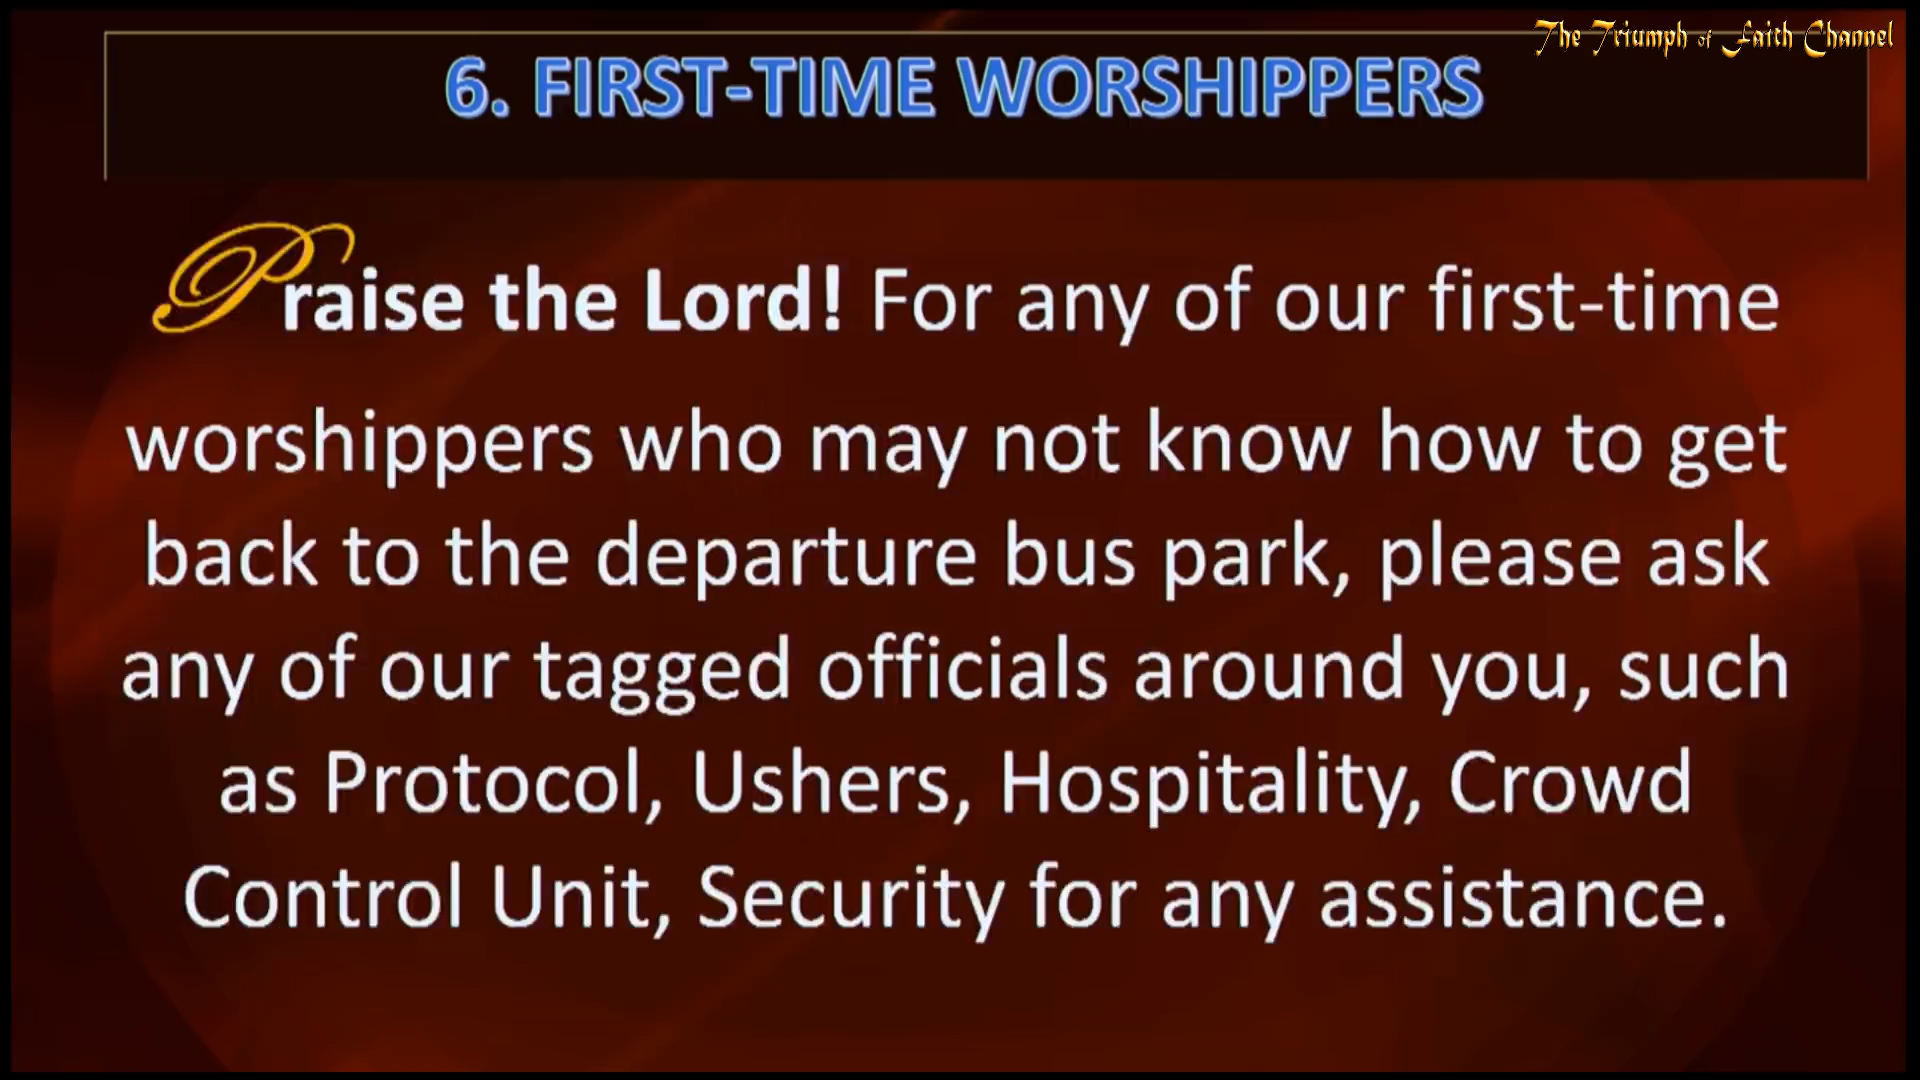 The Triumph of Faith Channel
6. FIRST-TIME WORSHIPPERS
Praise the Lord! For any of our first-time
worshippers who may not know how to get
back to the departure bus park, please ask
any of our tagged officials around you, such
as Protocol, Ushers, Hospitality, Crowd
Control Unit, Security for any assistance.